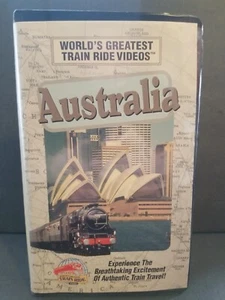 WORLD'S GREATEST
TRAIN RIDE VIDEOS™
Australia
Experience The
Breathtaking Excitement
Of Authentic Train Travel!